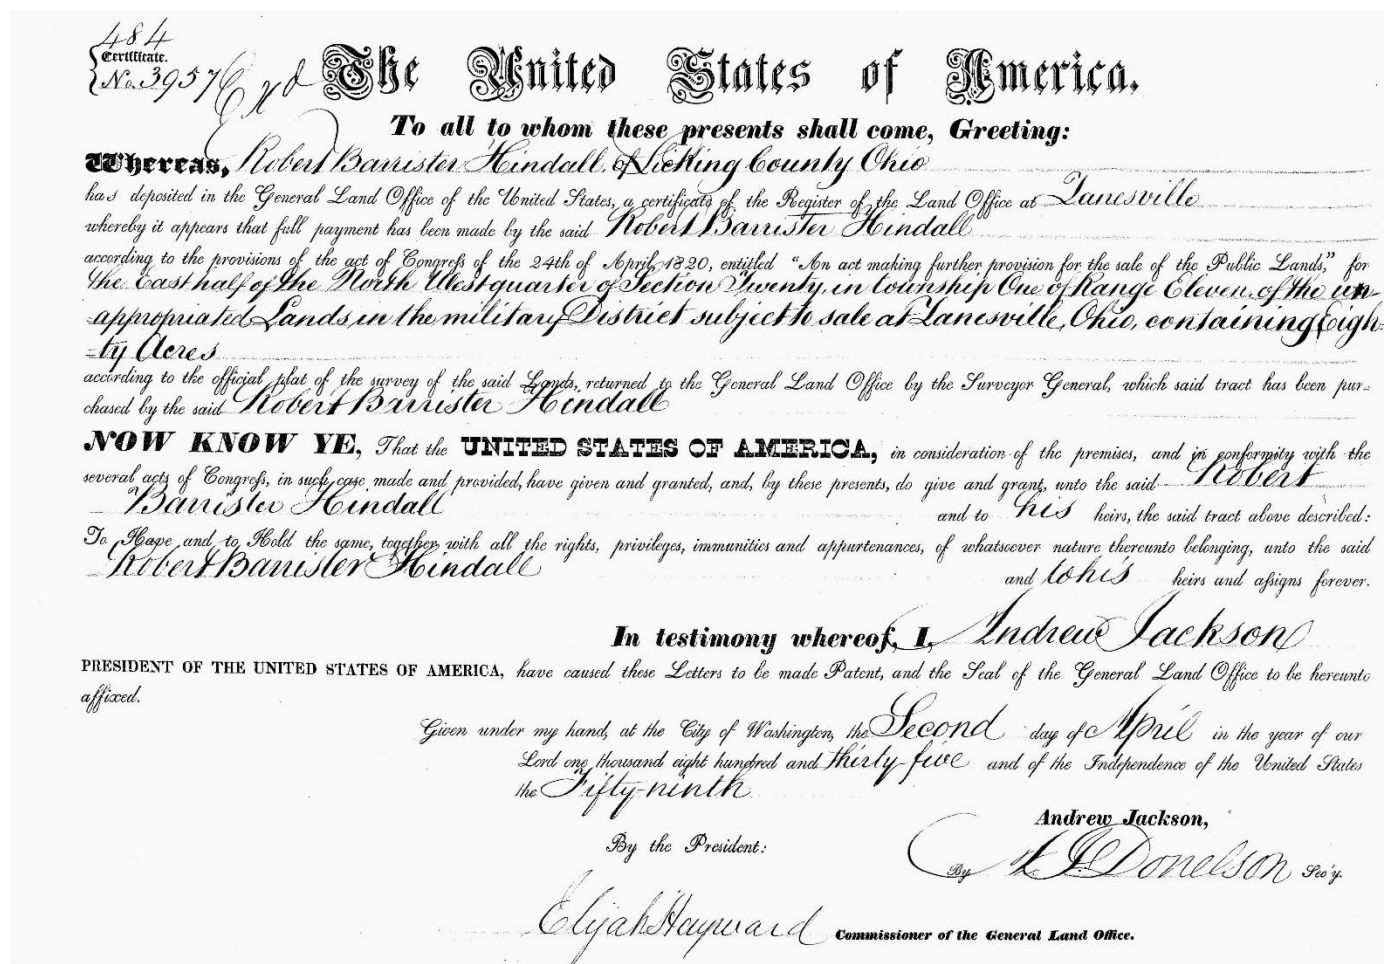 484
Certificate.
No. 3957
The United States of America.
To all to whom these presents shall come, Greeting:
Whereas, Robert Barrister Hindall, of Licking County Ohio
has deposited in the General Land Office of the United States, a certificate of the Register of the Land Office at Zanesville
whereby it appears that full payment has been made by the said Robert Barrister Hindall
according to the provisions of the act of Congress of the 24th of April, 1820, entitled "An act making further provision for the sale of the Public Lands," for
the East half of the North West quarter of Section Twenty, in township One of Range Eleven, of the un-
-appropriated Lands in the military District subject to sale at Zanesville, Ohio, containing Eigh-
-ty Acres
according to the official plat of the survey of the said Lands, returned to the General Land Office by the Surveyor General, which said tract has been pur-
chased by the said Robert Barrister Hindall
NOW KNOW YE, That the UNITED STATES OF AMERICA, in consideration of the premises, and in conformity with the
several acts of Congress, in such case made and provided, have given and granted, and, by these presents, do give and grant, unto the said Robert
Barrister Hindall and to his heirs, the said tract above described:
To Have and to Hold the same, together with all the rights, privileges, immunities and appurtenances, of whatsoever nature thereunto belonging, unto the said
Robert Barrister Hindall and to his heirs and assigns forever.
In testimony whereof, I, Andrew Jackson
PRESIDENT OF THE UNITED STATES OF AMERICA, have caused these Letters to be made Patent, and the Seal of the General Land Office to be hereunto
affixed.
Given under my hand, at the City of Washington, the Second day of April in the year of our
Lord one thousand eight hundred and thirty-five and of the Independence of the United States
the Fifty-ninth
Andrew Jackson,
By the President:
By A. J. Donelson Sec'y.
Elijah Hayward Commissioner of the General Land Office.